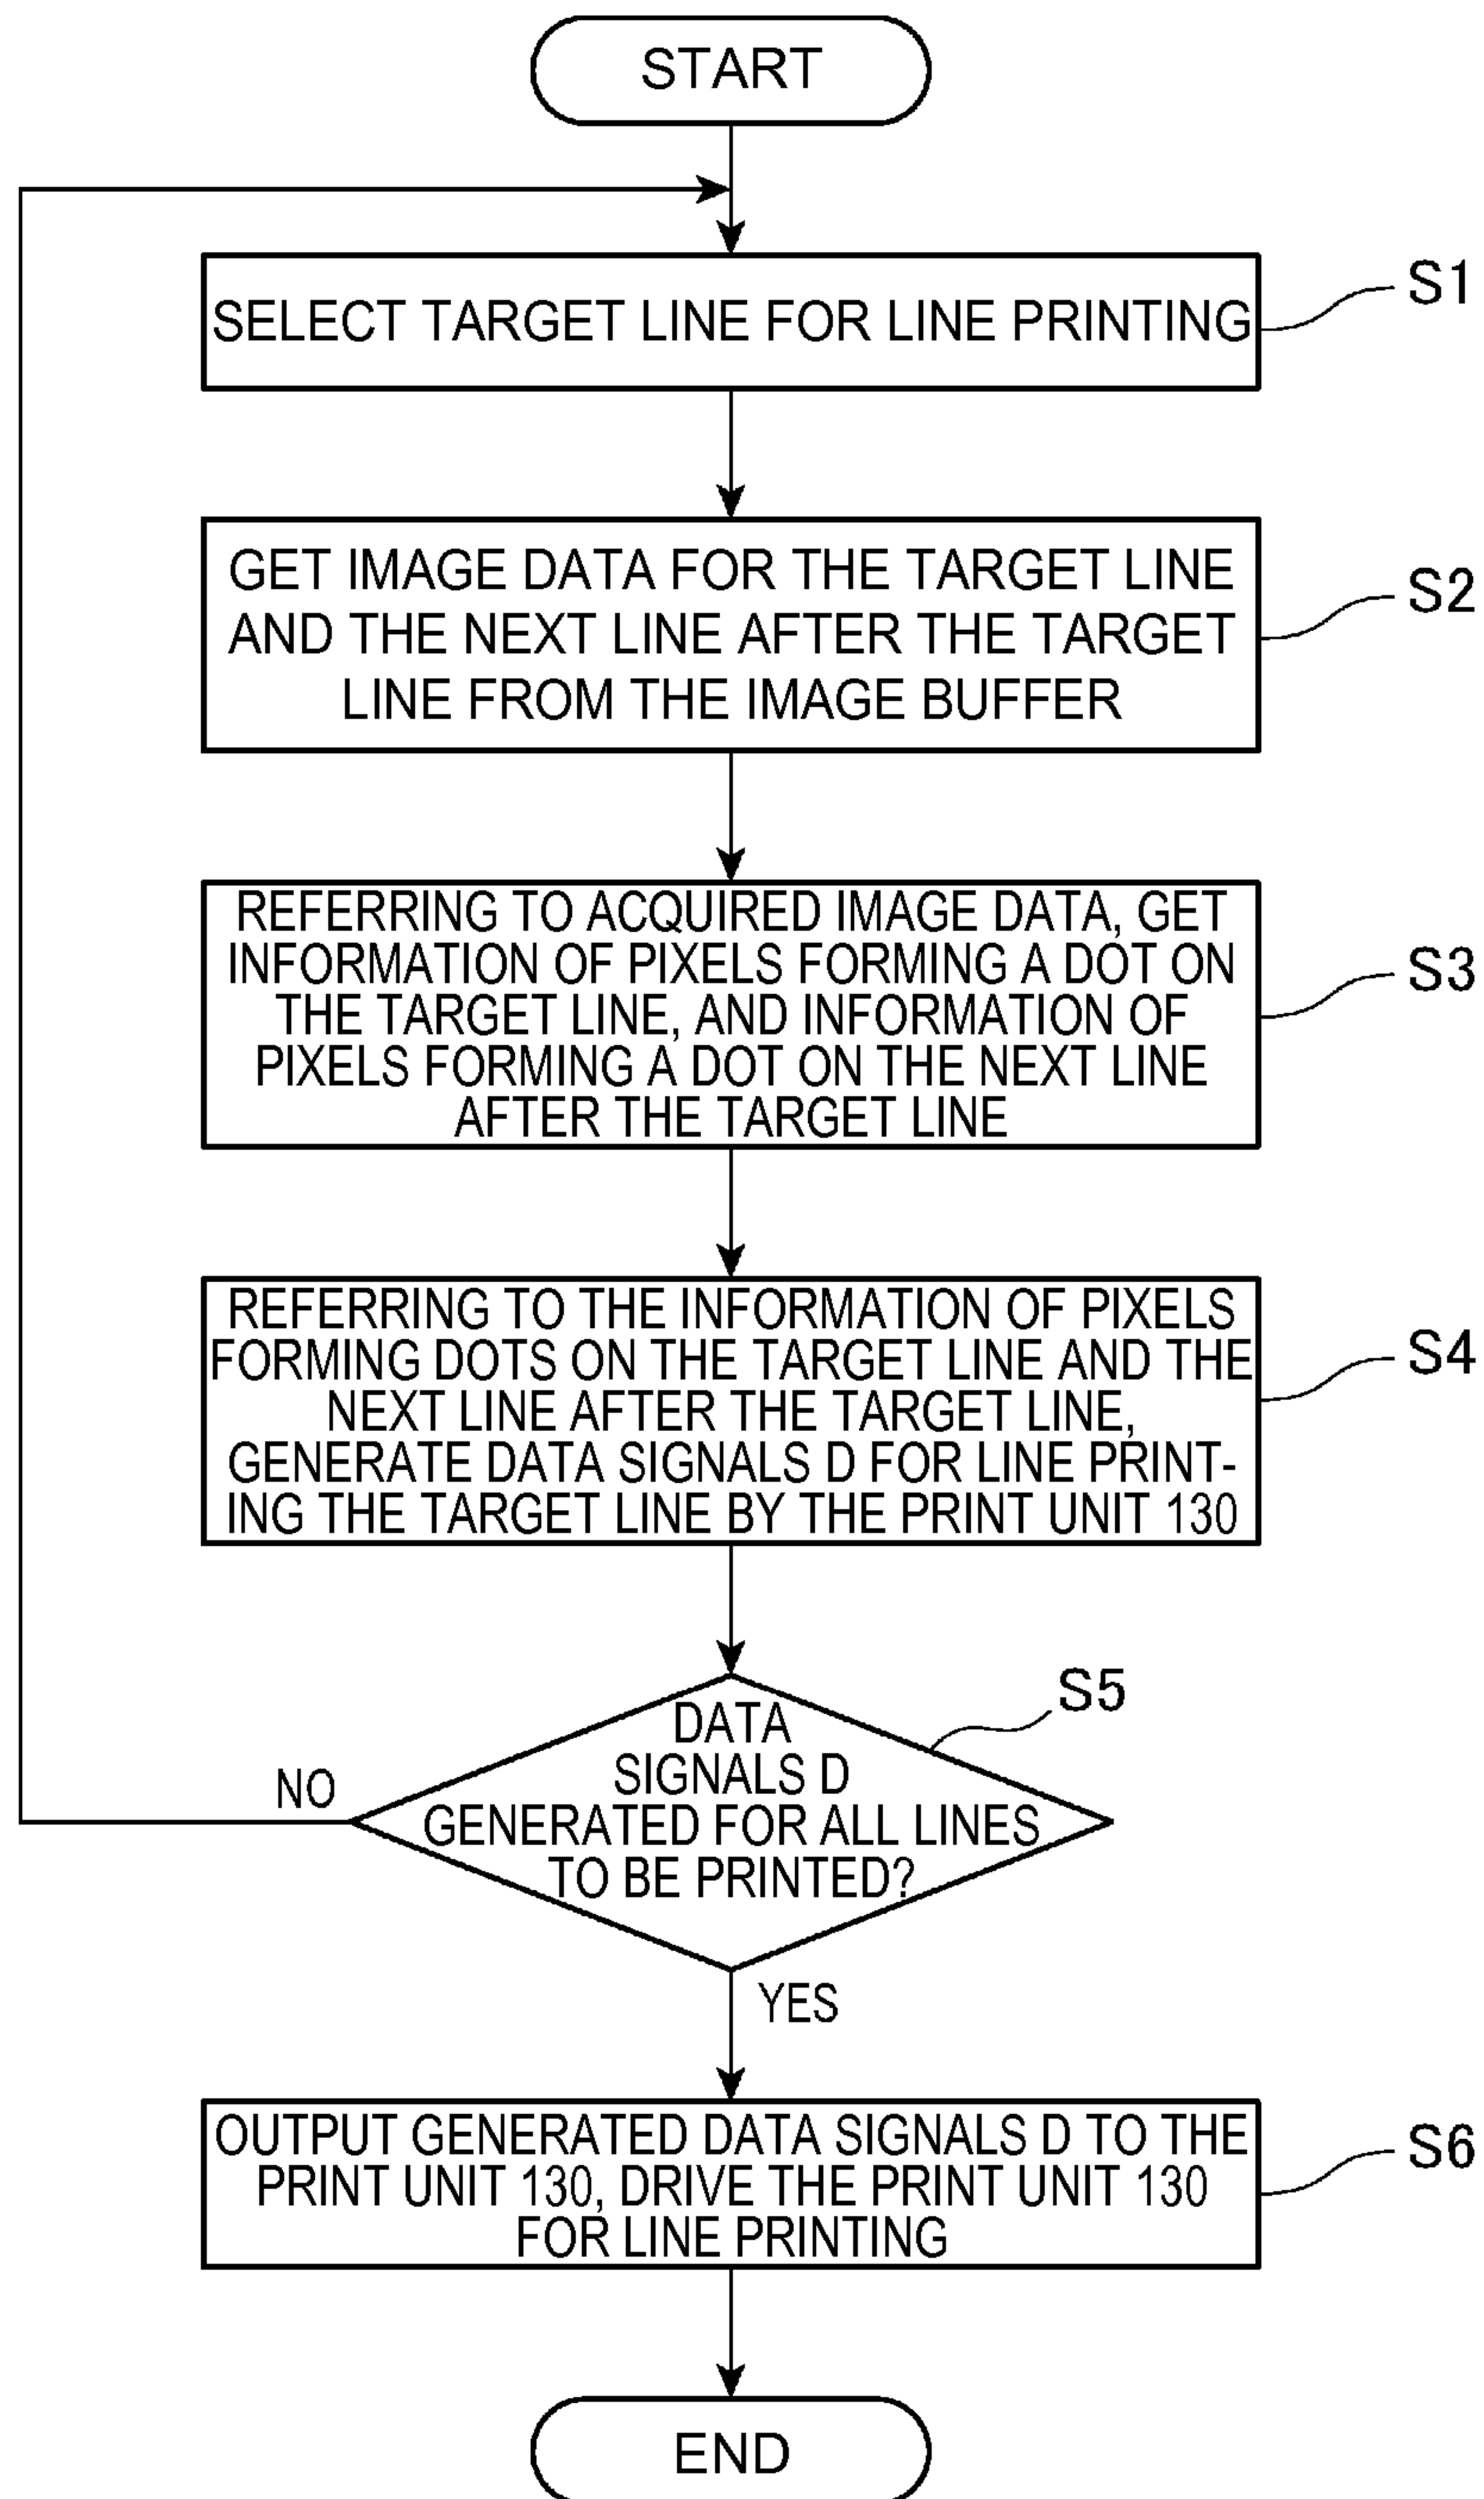 START
SELECT TARGET LINE FOR LINE PRINTING
S1
GET IMAGE DATA FOR THE TARGET LINE
AND THE NEXT LINE AFTER THE TARGET
LINE FROM THE IMAGE BUFFER
S2
REFERRING TO ACQUIRED IMAGE DATA, GET
INFORMATION OF PIXELS FORMING A DOT ON
THE TARGET LINE, AND INFORMATION OF
PIXELS FORMING A DOT ON THE NEXT LINE
AFTER THE TARGET LINE
S3
REFERRING TO THE INFORMATION OF PIXELS
FORMING DOTS ON THE TARGET LINE AND THE
NEXT LINE AFTER THE TARGET LINE,
GENERATE DATA SIGNALS D FOR LINE PRINT-
ING THE TARGET LINE BY THE PRINT UNIT 130
S4
DATA
SIGNALS D
GENERATED FOR ALL LINES
TO BE PRINTED?
S5
NO
YES
OUTPUT GENERATED DATA SIGNALS D TO THE
PRINT UNIT 130, DRIVE THE PRINT UNIT 130
FOR LINE PRINTING
S6
END